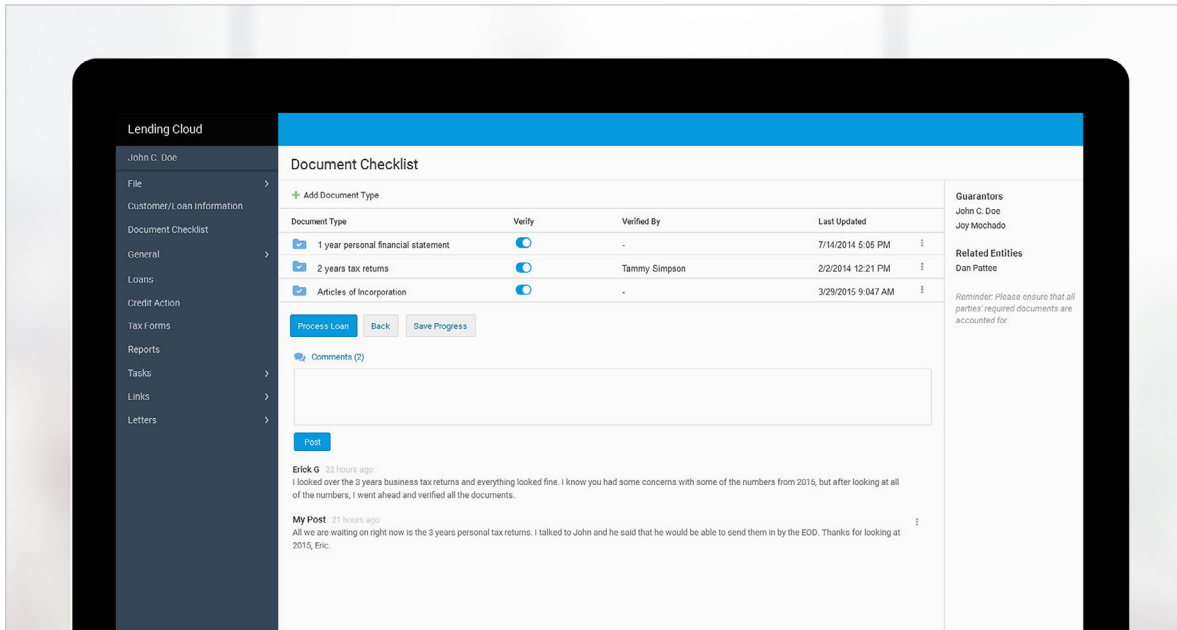 Lending Cloud
John C. Doe
File
Customer/Loan Information
Document Checklist
General
Loans
Credit Action
Tax Forms
Reports
Tasks
Links
Letters
Document Checklist
Add Document Type
Document Type Verify Verified By Last Updated
1 year personal financial statement - 7/14/2014 5:05 PM
2 years tax returns Tammy Simpson 2/2/2014 12:21 PM
Articles of Incorporation - 3/29/2015 9:047 AM
Process Loan Back Save Progress
Comments (2)
Post
Erick G 22 hours ago
I looked over the 3 years business tax returns and everything looked fine. I know you had some concerns with some of the numbers from 2015, but after looking at all
of the numbers, I went ahead and verified all the documents.
My Post 21 hours ago
All we are waiting on right now is the 3 years personal tax returns. I talked to John and he said that he would be able to send them in by the EOD. Thanks for looking at
2015, Eric.
Guarantors
John C. Doe
Joy Mochado
Related Entities
Dan Pattee
Reminder: Please ensure that all
parties' required documents are
accounted for.